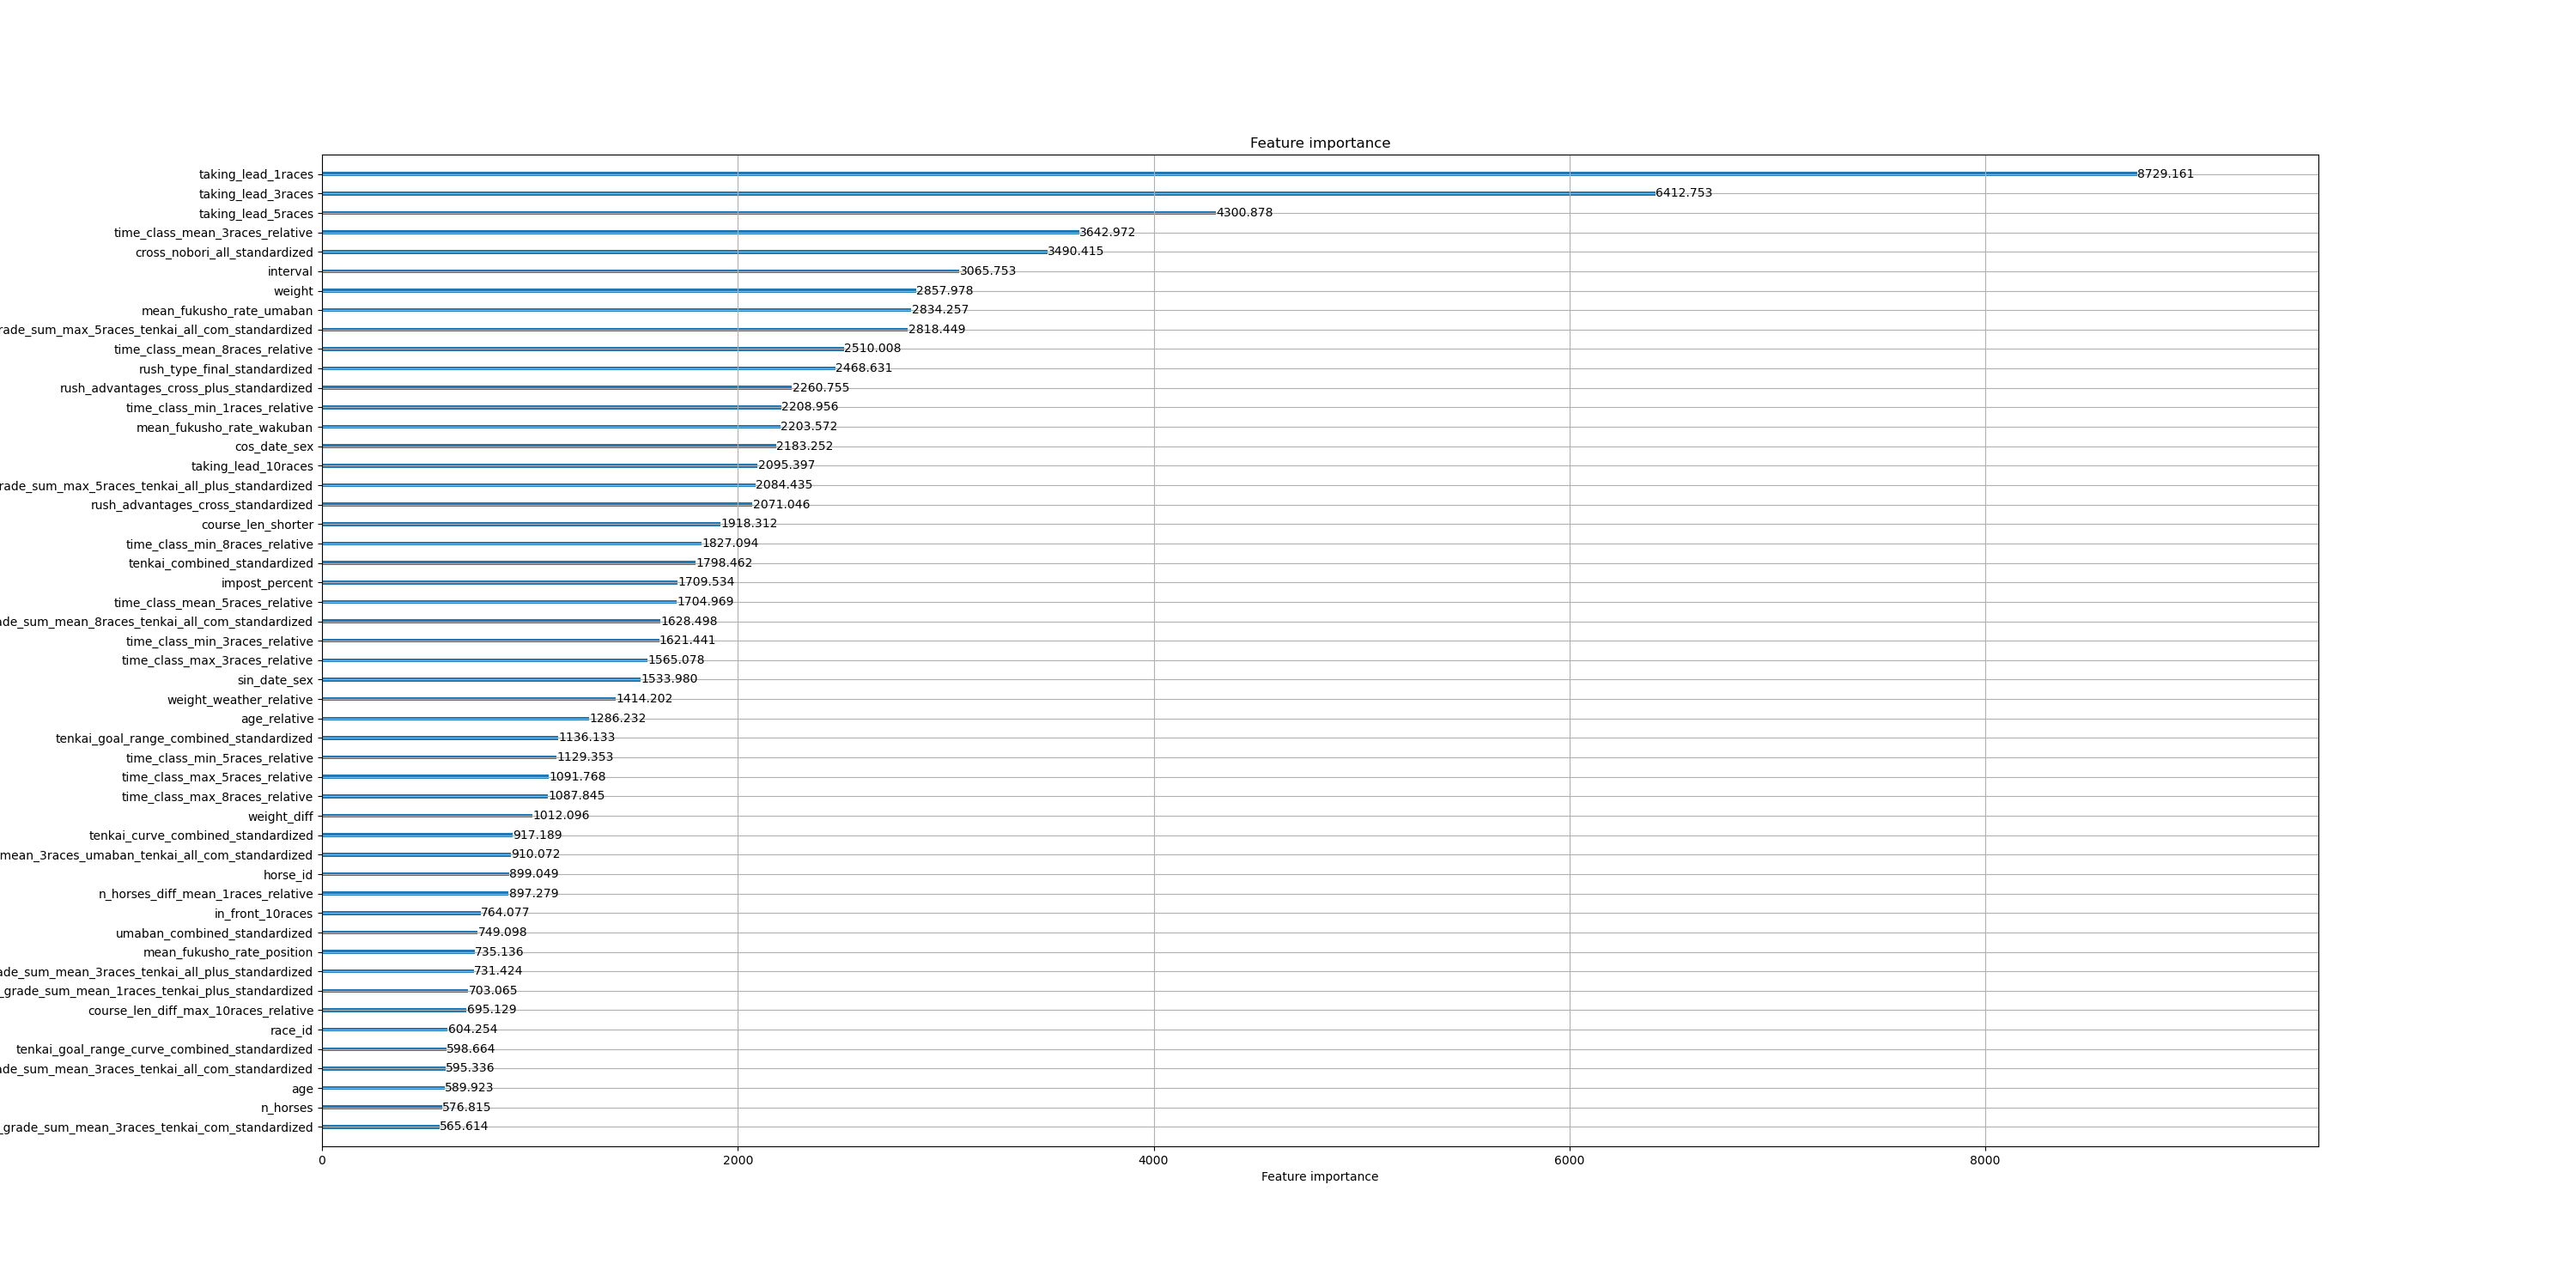 Feature importance
taking_lead_1races 8729.161
taking_lead_3races 6412.753
taking_lead_5races 4300.878
time_class_mean_3races_relative 3642.972
cross_nobori_all_standardized 3490.415
interval 3065.753
weight 2857.978
mean_fukusho_rate_umaban 2834.257
rade_sum_max_5races_tenkai_all_com_standardized 2818.449
time_class_mean_8races_relative 2510.008
rush_type_final_standardized 2468.631
rush_advantages_cross_plus_standardized 2260.755
time_class_min_1races_relative 2208.956
mean_fukusho_rate_wakuban 2203.572
cos_date_sex 2183.252
taking_lead_10races 2095.397
rade_sum_max_5races_tenkai_all_plus_standardized 2084.435
rush_advantages_cross_standardized 2071.046
course_len_shorter 1918.312
time_class_min_8races_relative 1827.094
tenkai_combined_standardized 1798.462
impost_percent 1709.534
time_class_mean_5races_relative 1704.969
ade_sum_mean_8races_tenkai_all_com_standardized 1628.498
time_class_min_3races_relative 1621.441
time_class_max_3races_relative 1565.078
sin_date_sex 1533.980
weight_weather_relative 1414.202
age_relative 1286.232
tenkai_goal_range_combined_standardized 1136.133
time_class_min_5races_relative 1129.353
time_class_max_5races_relative 1091.768
time_class_max_8races_relative 1087.845
weight_diff 1012.096
tenkai_curve_combined_standardized 917.189
mean_3races_umaban_tenkai_all_com_standardized 910.072
horse_id 899.049
n_horses_diff_mean_1races_relative 897.279
in_front_10races 764.077
umaban_combined_standardized 749.098
mean_fukusho_rate_position 735.136
ade_sum_mean_3races_tenkai_all_plus_standardized 731.424
_grade_sum_mean_1races_tenkai_plus_standardized 703.065
course_len_diff_max_10races_relative 695.129
race_id 604.254
tenkai_goal_range_curve_combined_standardized 598.664
ade_sum_mean_3races_tenkai_all_com_standardized 595.336
age 589.923
n_horses 576.815
_grade_sum_mean_3races_tenkai_com_standardized 565.614
0 2000 4000 6000 8000
Feature importance